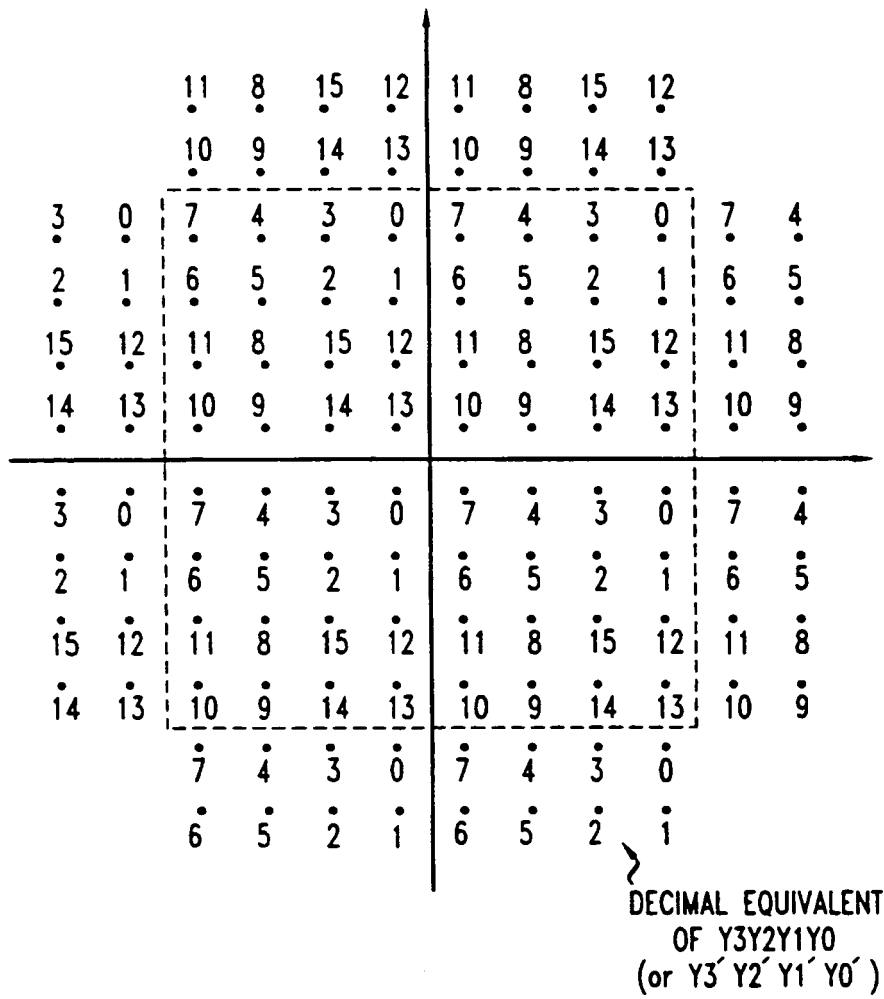 11 8 15 12 11 8 15 12
10 9 14 13 10 9 14 13
3 0 7 4 3 0 7 4 3 0 7 4
2 1 6 5 2 1 6 5 2 1 6 5
15 12 11 8 15 12 11 8 15 12 11 8
14 13 10 9 14 13 10 9 14 13 10 9
3 0 7 4 3 0 7 4 3 0 7 4
2 1 6 5 2 1 6 5 2 1 6 5
15 12 11 8 15 12 11 8 15 12 11 8
14 13 10 9 14 13 10 9 14 13 10 9
7 4 3 0 7 4 3 0
6 5 2 1 6 5 2 1
DECIMAL EQUIVALENT
OF Y3Y2Y1Y0
(or Y3´ Y2´ Y1´ Y0´ )